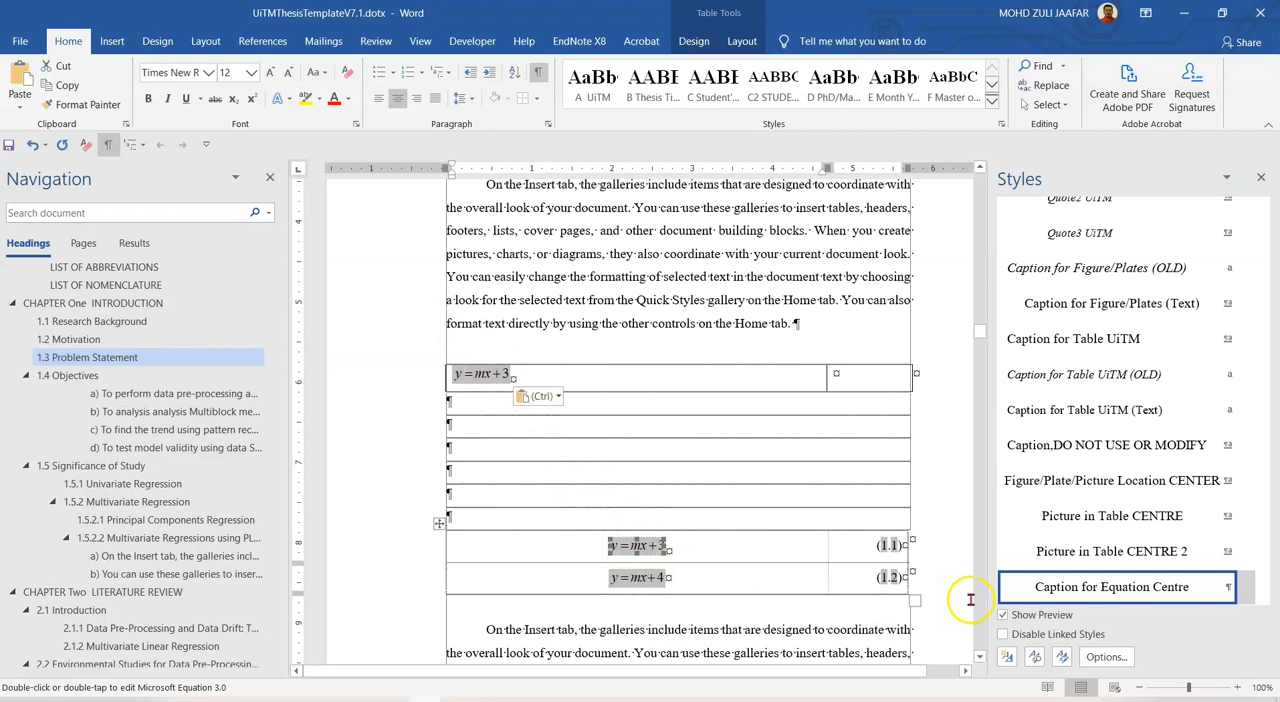 UiTMThesisTemplateV7.1.dotx - Word
Table Tools
MOHD ZULI JAAFAR
File Home Insert Design Layout References Mailings Review View Developer Help EndNote X8 Acrobat Design Layout Tell me what you want to do Share
Paste
Cut
Copy
Format Painter
Clipboard
Times New R 12
Font
Paragraph
AaBb( AABE AABC AABBC AaBb( AaBbC AaBbC
A UiTM B Thesis Ti... C Student'... C2 STUDE... D PhD/Ma... E Month Y... F Master o...
Styles
Find
Replace
Select
Editing
Create and Share
Adobe PDF
Request
Signatures
Adobe Acrobat
Navigation
Search document
Headings Pages Results
LIST OF ABBREVIATIONS
LIST OF NOMENCLATURE
CHAPTER One INTRODUCTION
1.1 Research Background
1.2 Motivation
1.3 Problem Statement
1.4 Objectives
a) To perform data pre-processing a...
b) To analysis analysis Multiblock me...
c) To find the trend using pattern rec...
d) To test model validity using data S...
1.5 Significance of Study
1.5.1 Univariate Regression
1.5.2 Multivariate Regression
1.5.2.1 Principal Components Regression
1.5.2.2 Multivariate Regressions using PL...
a) On the Insert tab, the galleries incl...
b) You can use these galleries to inser...
CHAPTER Two LITERATURE REVIEW
2.1 Introduction
2.1.1 Data Pre-Processing and Data Drift: T...
2.1.2 Multivariate Linear Regression
2.2 Environmental Studies for Data Pre-Processin...
1 1 2 3 4 5 6
4
5
6
7
8
9
On the Insert tab, the galleries include items that are designed to coordinate with
the overall look of your document. You can use these galleries to insert tables, headers,
footers, lists, cover pages, and other document building blocks. When you create
pictures, charts, or diagrams, they also coordinate with your current document look.
You can easily change the formatting of selected text in the document text by choosing
a look for the selected text from the Quick Styles gallery on the Home tab. You can also
format text directly by using the other controls on the Home tab. ¶
y = mx + 3
(Ctrl)
y = mx + 3 (1.1)
y = mx + 4 (1.2)
On the Insert tab, the galleries include items that are designed to coordinate with
the overall look of your document. You can use these galleries to insert tables, headers,
Styles
Quote2 UiTM
Quote3 UiTM
Caption for Figure/Plates (OLD) a
Caption for Figure/Plates (Text)
Caption for Table UiTM
Caption for Table UiTM (OLD) a
Caption for Table UiTM (Text)
Caption,DO NOT USE OR MODIFY
Figure/Plate/Picture Location CENTER
Picture in Table CENTRE
Picture in Table CENTRE 2
Caption for Equation Centre ¶
Show Preview
Disable Linked Styles
Options...
Double-click or double-tap to edit Microsoft Equation 3.0
100%